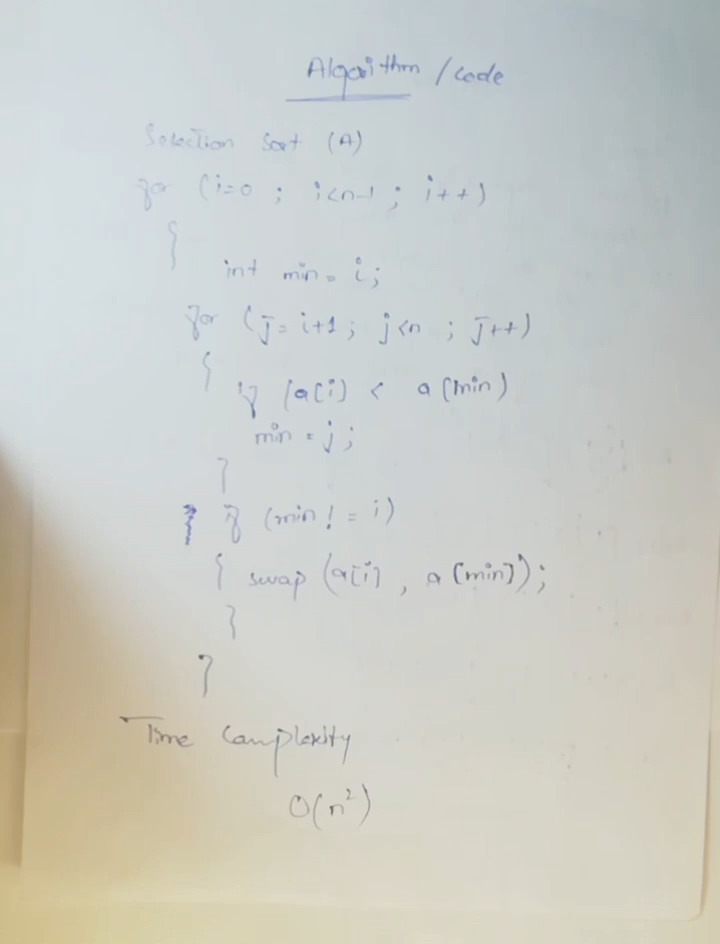 Algorithm / code
Selection Sort (A)
for (i=0 ; i<n-1 ; i++)
{
int min = i;
for (j = i+1 ; j<n ; j++)
{
if (a[i] < a[min)
min = j;
}
if (min != i)
{ swap (a[i] , a[min]);
}
}
Time Complexity
O(n²)